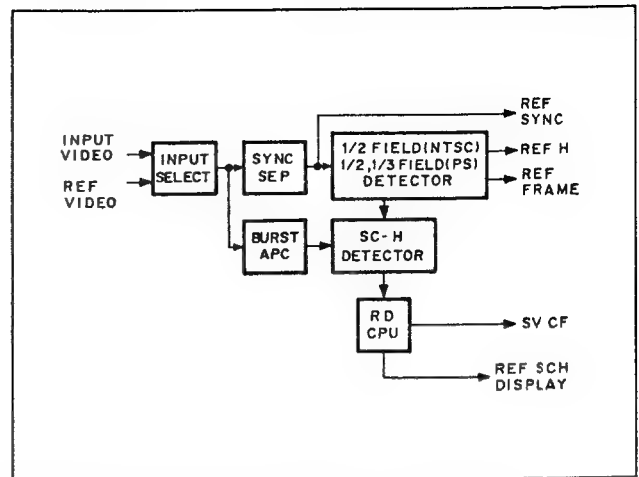 INPUT
VIDEO
REF
VIDEO
INPUT
SELECT
SYNC
SEP
1/2 FIELD(NTSC)
1/2,1/3 FIELD(PS)
DETECTOR
REF
SYNC
REF H
REF
FRAME
BURST
APC
SC-H
DETECTOR
RD
CPU
SV CF
REF SCH
DISPLAY